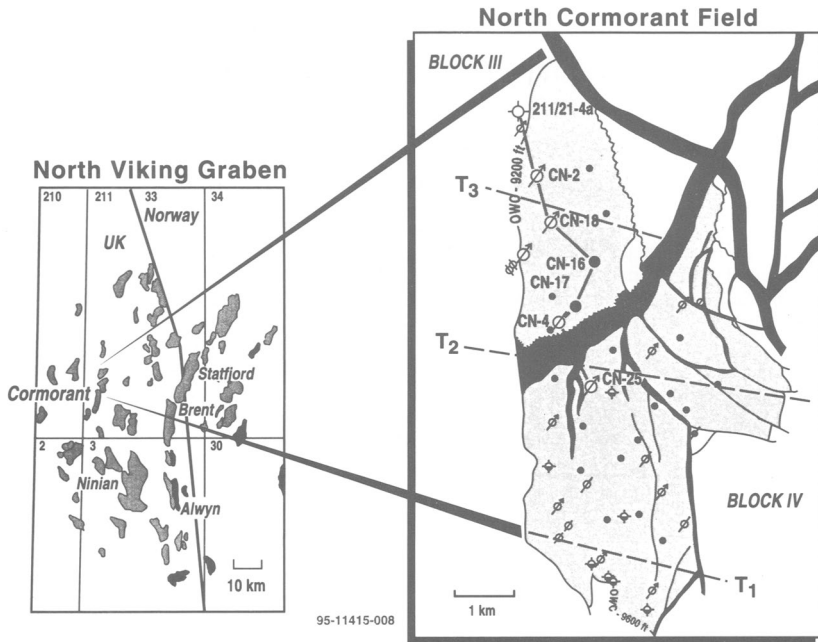 North Cormorant Field
BLOCK III
211/21-4a
OWC - 9200 ft
CN-2
T3
CN-18
CN-16
CN-17
CN-4
T2
CN-25
BLOCK IV
T1
OWC - 9600 ft
1 km
North Viking Graben
210
211
33
34
Norway
UK
Statfjord
Cormorant
Brent
2
3
30
Ninian
Alwyn
10 km
95-11415-008